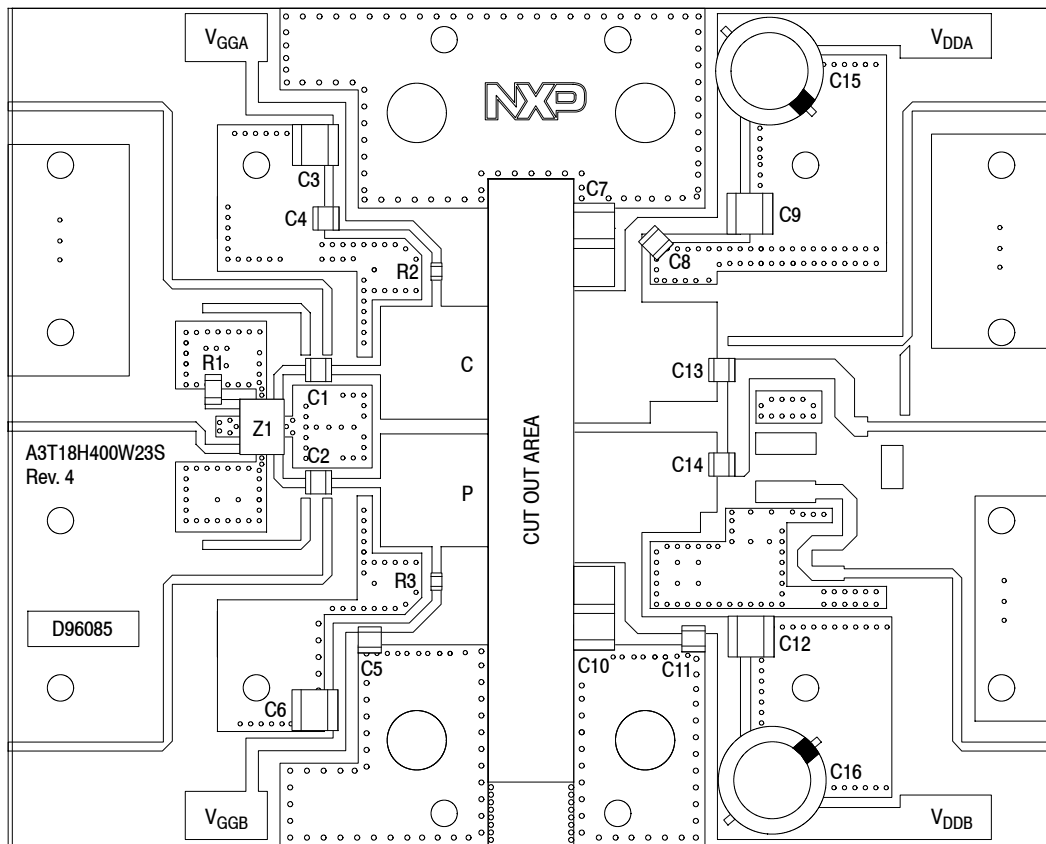 VGGA
VDDA
C15
NXP
C3
C7
C4
C9
C8
R2
R1
C
C13
C1
Z1
A3T18H400W23S
Rev. 4
C2
C14
P
CUT OUT AREA
R3
D96085
C5
C10
C11
C12
C6
C16
VGGB
VDDB